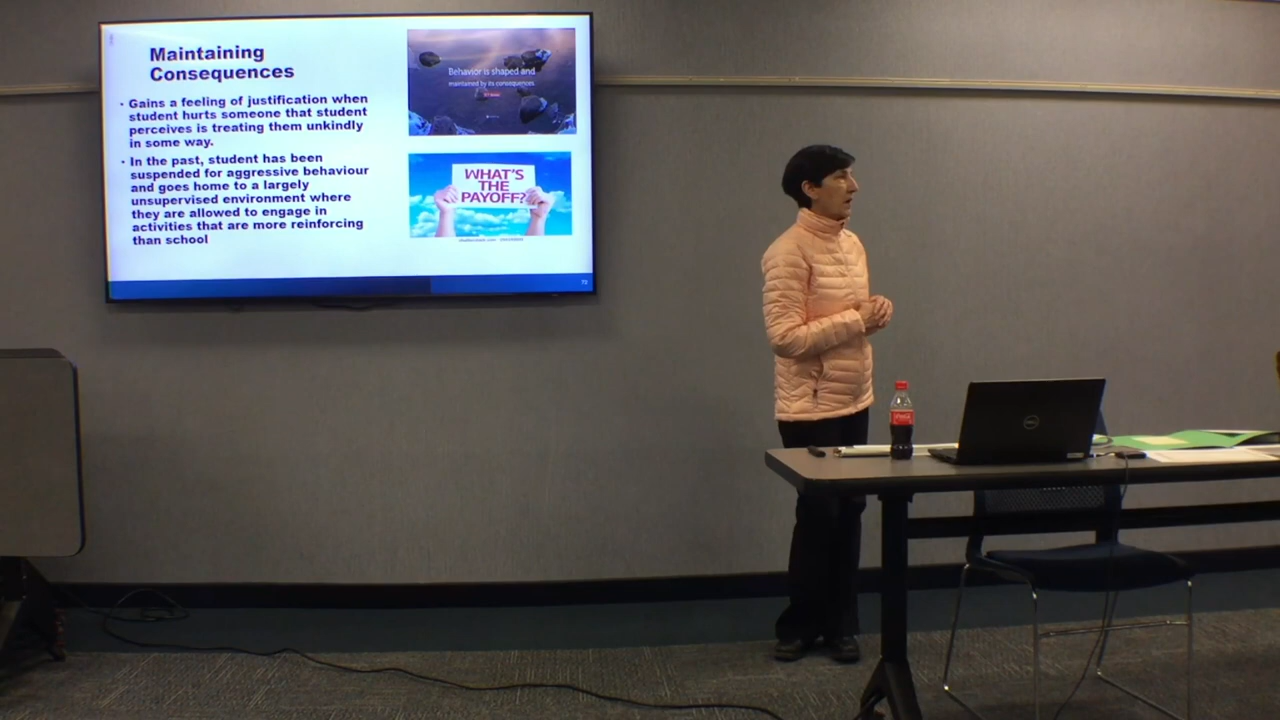 Maintaining
Consequences
• Gains a feeling of justification when
student hurts someone that student
perceives is treating them unkindly
in some way.
• In the past, student has been
suspended for aggressive behaviour
and goes home to a largely
unsupervised environment where
they are allowed to engage in
activities that are more reinforcing
than school
Behavior is shaped and
maintained by its consequences.
WHAT'S
THE
PAYOFF?
73
DELL